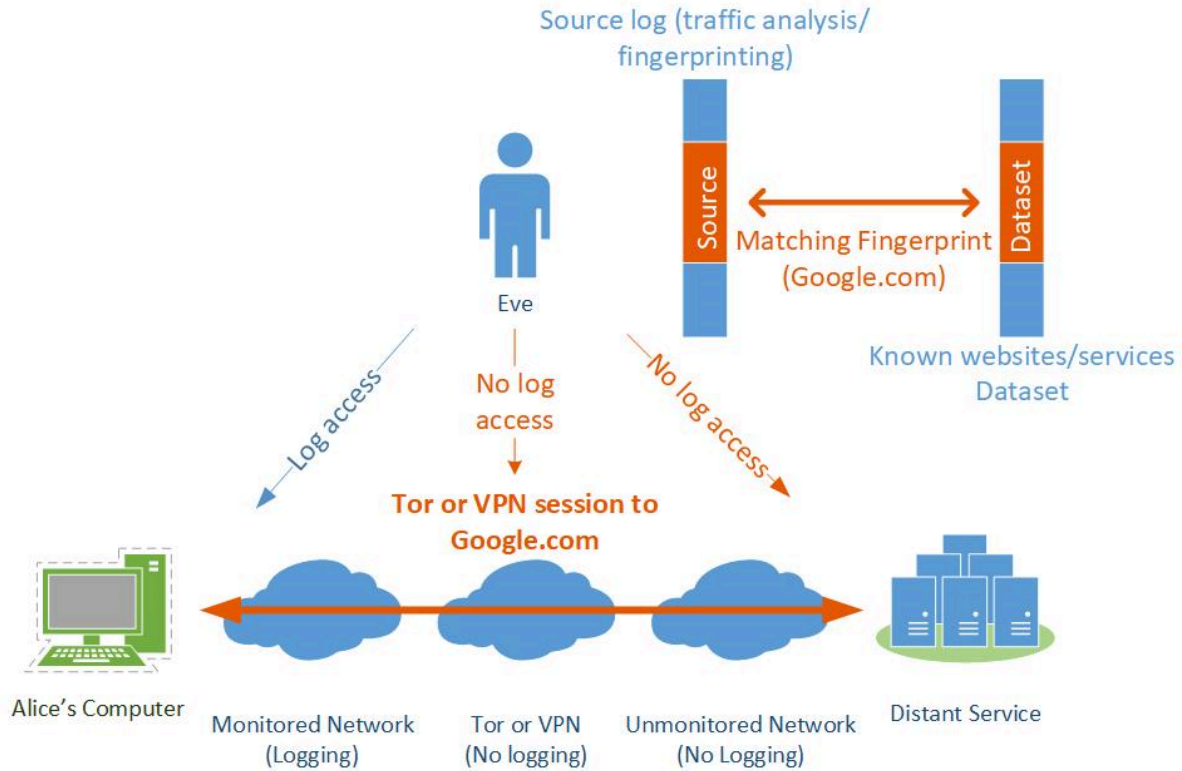 Source log (traffic analysis/
fingerprinting)
Source
Dataset
Matching Fingerprint
(Google.com)
Known websites/services
Dataset
Eve
Log access
No log
access
No log access
Tor or VPN session to
Google.com
Alice's Computer
Monitored Network
(Logging)
Tor or VPN
(No logging)
Unmonitored Network
(No Logging)
Distant Service